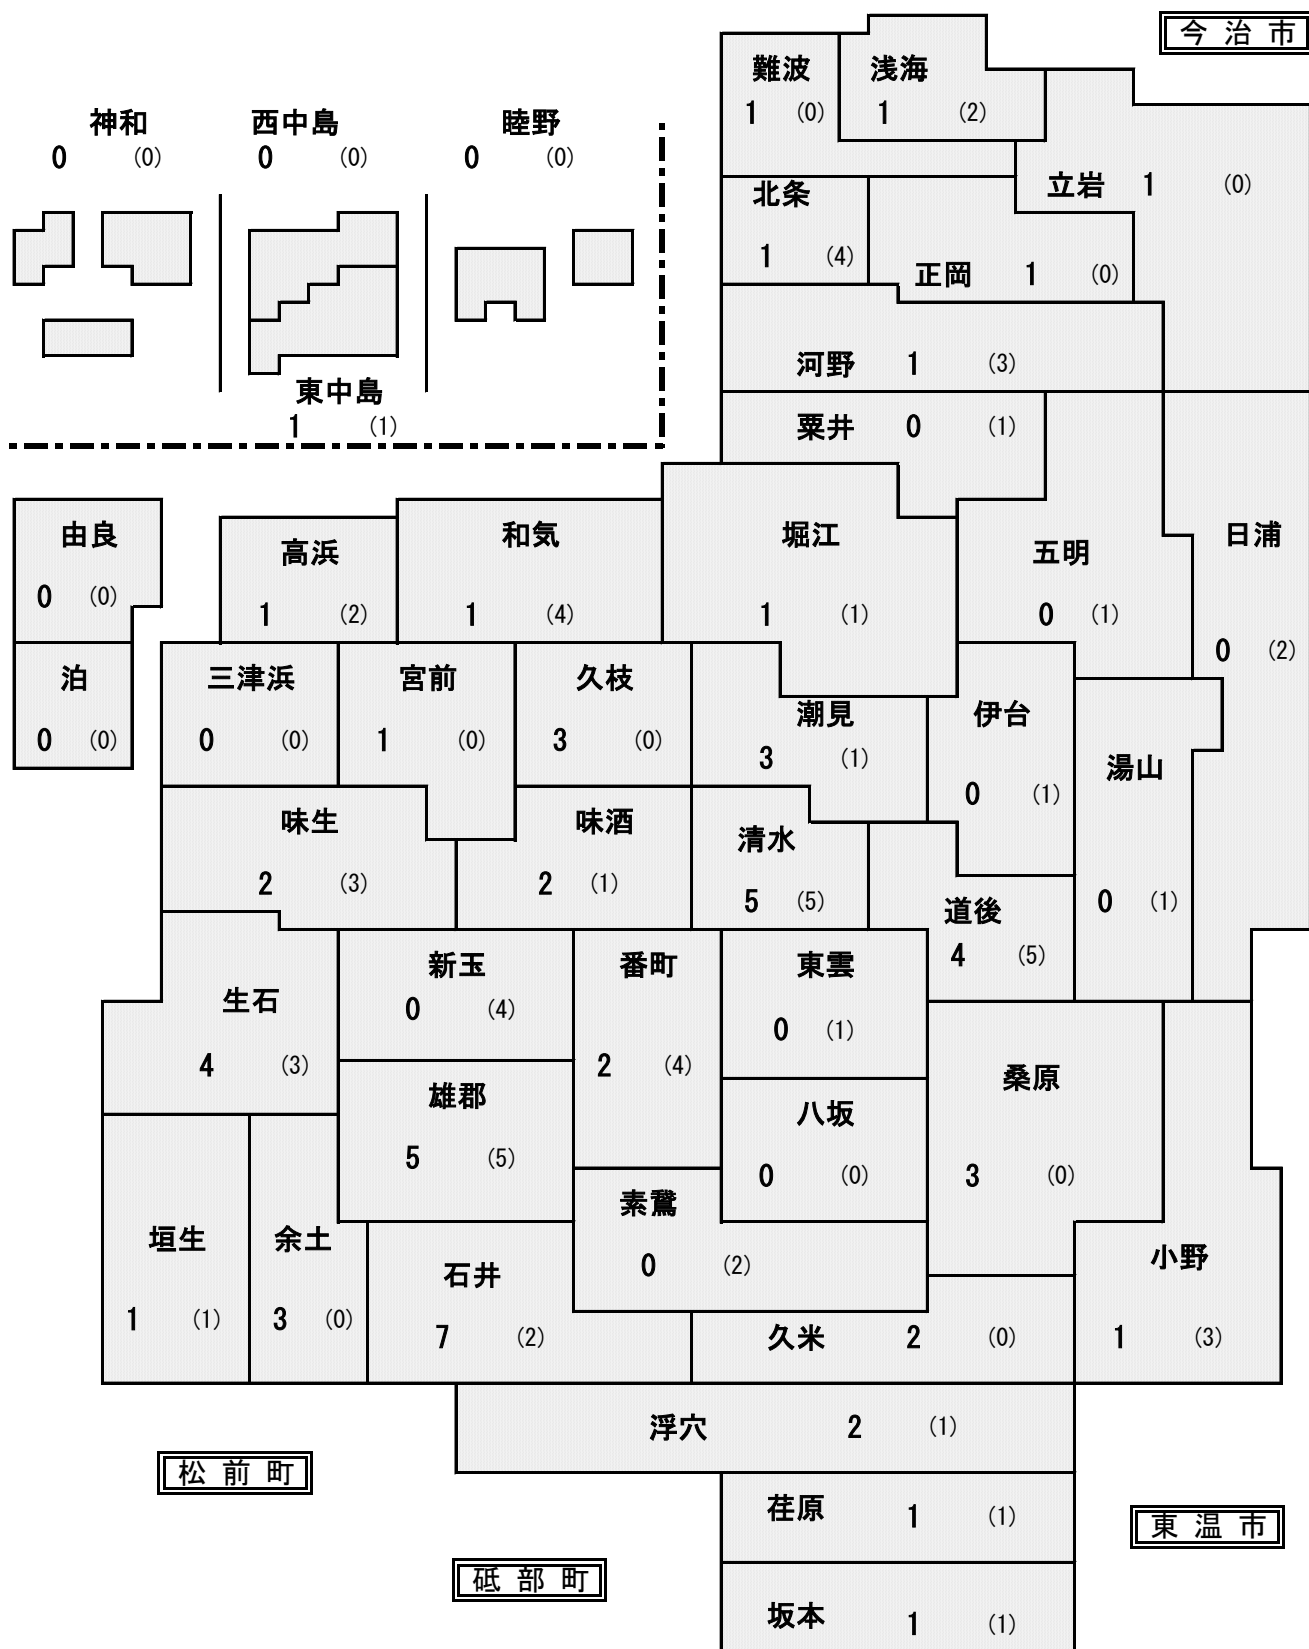 今治市
難波
1 (0)
浅海
1 (2)
神和
0 (0)
西中島
0 (0)
睦野
0 (0)
立岩 1 (0)
北条
1 (4)
正岡 1 (0)
河野 1 (3)
東中島
1 (1)
粟井 0 (1)
由良
0 (0)
高浜
1 (2)
和気
1 (4)
堀江
1 (1)
五明
0 (1)
日浦
0 (2)
泊
0 (0)
三津浜
0 (0)
宮前
1 (0)
久枝
3 (0)
潮見
3 (1)
伊台
0 (1)
湯山
0 (1)
味生
2 (3)
味酒
2 (1)
清水
5 (5)
道後
4 (5)
生石
4 (3)
新玉
0 (4)
番町
2 (4)
東雲
0 (1)
桑原
3 (0)
雄郡
5 (5)
八坂
0 (0)
素鵞
0 (2)
垣生
1 (1)
余土
3 (0)
石井
7 (2)
久米 2 (0)
小野
1 (3)
浮穴 2 (1)
松前町
荏原 1 (1)
東温市
砥部町
坂本 1 (1)